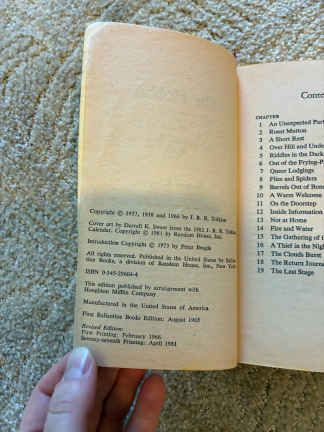 Copyright © 1937, 1938 and 1966 by J. R. R. Tolkien
Cover art by Darrell K. Sweet from the 1982 J. R. R. Tolkien
Calendar, Copyright © 1981 by Random House, Inc.
Introduction Copyright © 1973 by Peter Beagle
All rights reserved. Published in the United States by Ballan-
tine Books, a division of Random House, Inc., New York
ISBN 0-345-29604-4
This edition published by arrangement with
Houghton Mifflin Company
Manufactured in the United States of America
First Ballantine Books Edition: August 1965
Revised Edition:
First Printing: February 1966
Seventy-seventh Printing: April 1981
Conte
CHAPTER
1 An Unexpected Part
2 Roast Mutton
3 A Short Rest
4 Over Hill and Unde
5 Riddles in the Dark
6 Out of the Frying-P
7 Queer Lodgings
8 Flies and Spiders
9 Barrels Out of Bon
10 A Warm Welcome
11 On the Doorstep
12 Inside Information
13 Not at Home
14 Fire and Water
15 The Gathering of t
16 A Thief in the Nigh
17 The Clouds Burst
18 The Return Journe
19 The Last Stage